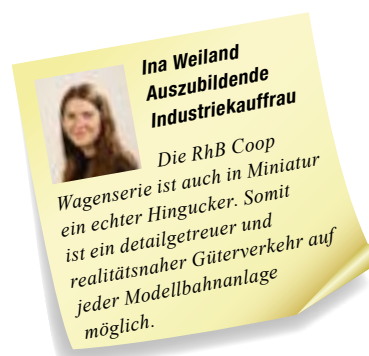 Ina Weiland
Auszubildende
Industriekauffrau
Die RhB Coop
Wagenserie ist auch in Miniatur
ein echter Hingucker. Somit
ist ein detailgetreuer und
realitätsnaher Güterverkehr auf
jeder Modellbahnanlage
möglich.